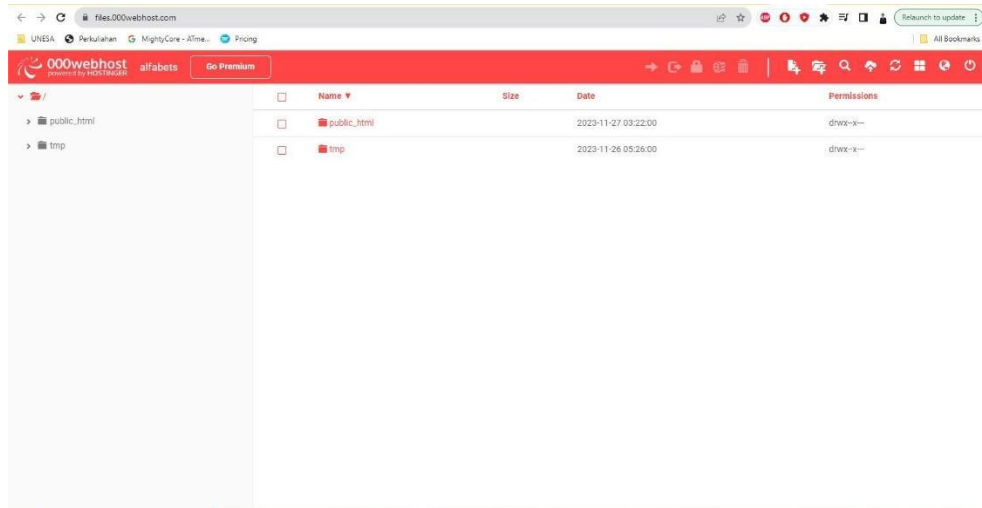 files.000webhost.com
Relaunch to update
UNESA Perkuliahan MightyCore - ATme... Pricing All Bookmarks
000webhost alfabets Go Premium
powered by HOSTINGER
/ Name ▼ Size Date Permissions
public_html public_html 2023-11-27 03:22:00 drwx--x---
tmp tmp 2023-11-26 05:26:00 drwx--x---